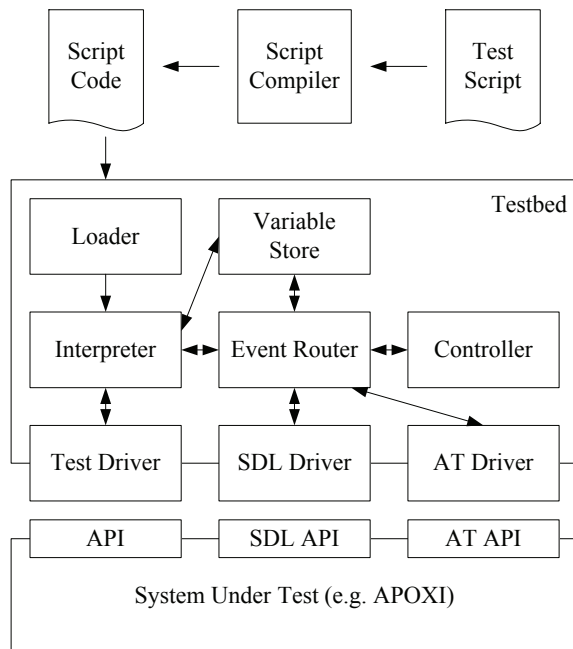 Script
Code
Script
Compiler
Test
Script
Testbed
Loader
Variable
Store
Interpreter
Event Router
Controller
Test Driver
SDL Driver
AT Driver
API
SDL API
AT API
System Under Test (e.g. APOXI)